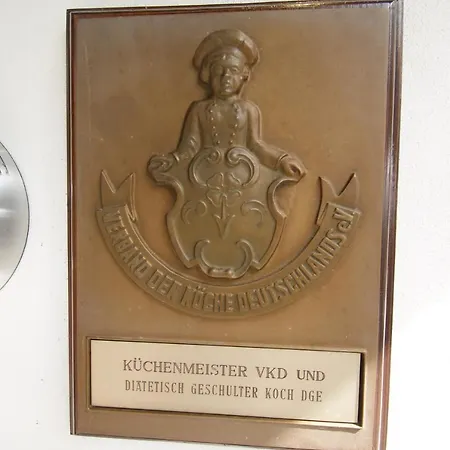 VERBAND DER KÖCHE DEUTSCHLANDS e.V.
KÜCHENMEISTER VKD UND
DIÄTETISCH GESCHULTER KOCH DGE